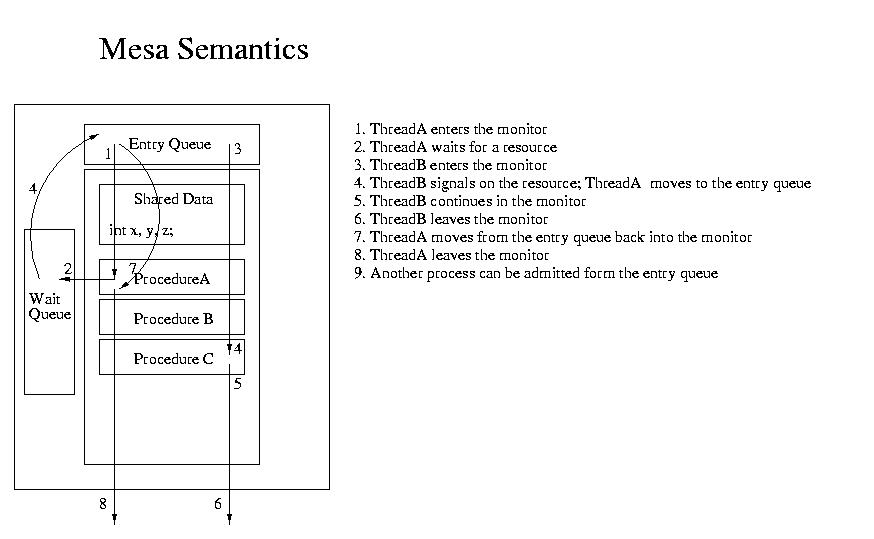 Mesa Semantics
Entry Queue
1
3
Shared Data
int x, y, z;
4
2
7
ProcedureA
Wait
Queue
Procedure B
Procedure C
4
5
8
6
1. ThreadA enters the monitor
2. ThreadA waits for a resource
3. ThreadB enters the monitor
4. ThreadB signals on the resource; ThreadA moves to the entry queue
5. ThreadB continues in the monitor
6. ThreadB leaves the monitor
7. ThreadA moves from the entry queue back into the monitor
8. ThreadA leaves the monitor
9. Another process can be admitted form the entry queue